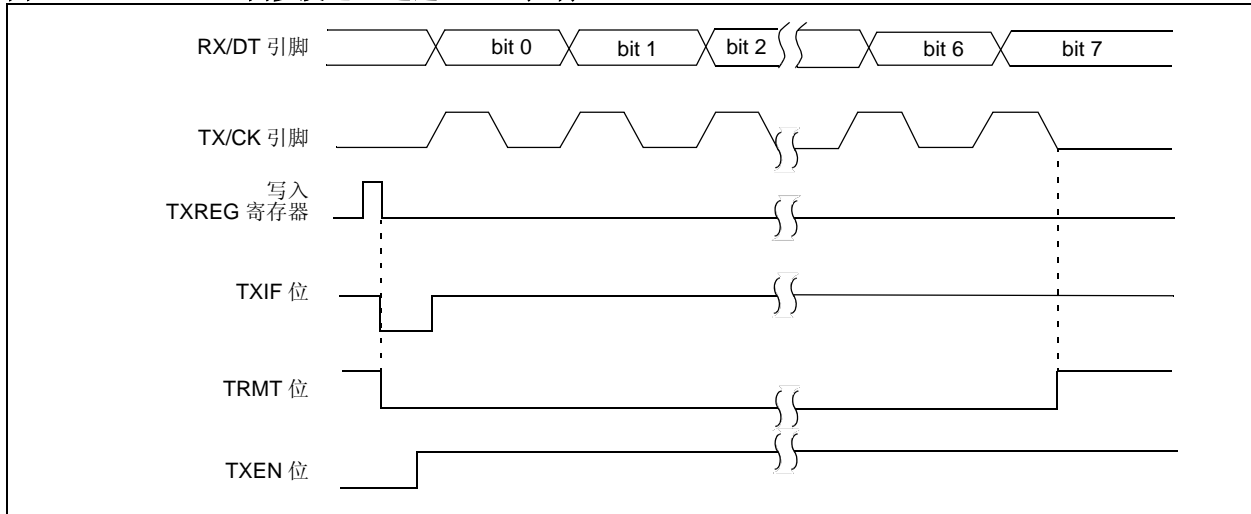 RX/DT 引脚
bit 0
bit 1
bit 2
bit 6
bit 7
TX/CK 引脚
写入
TXREG 寄存器
TXIF 位
TRMT 位
TXEN 位